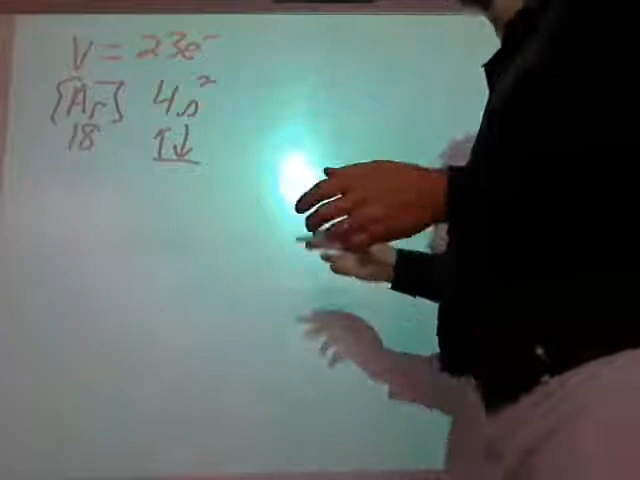 V = 23e⁻
[Ar] 4s²
18 ↑↓